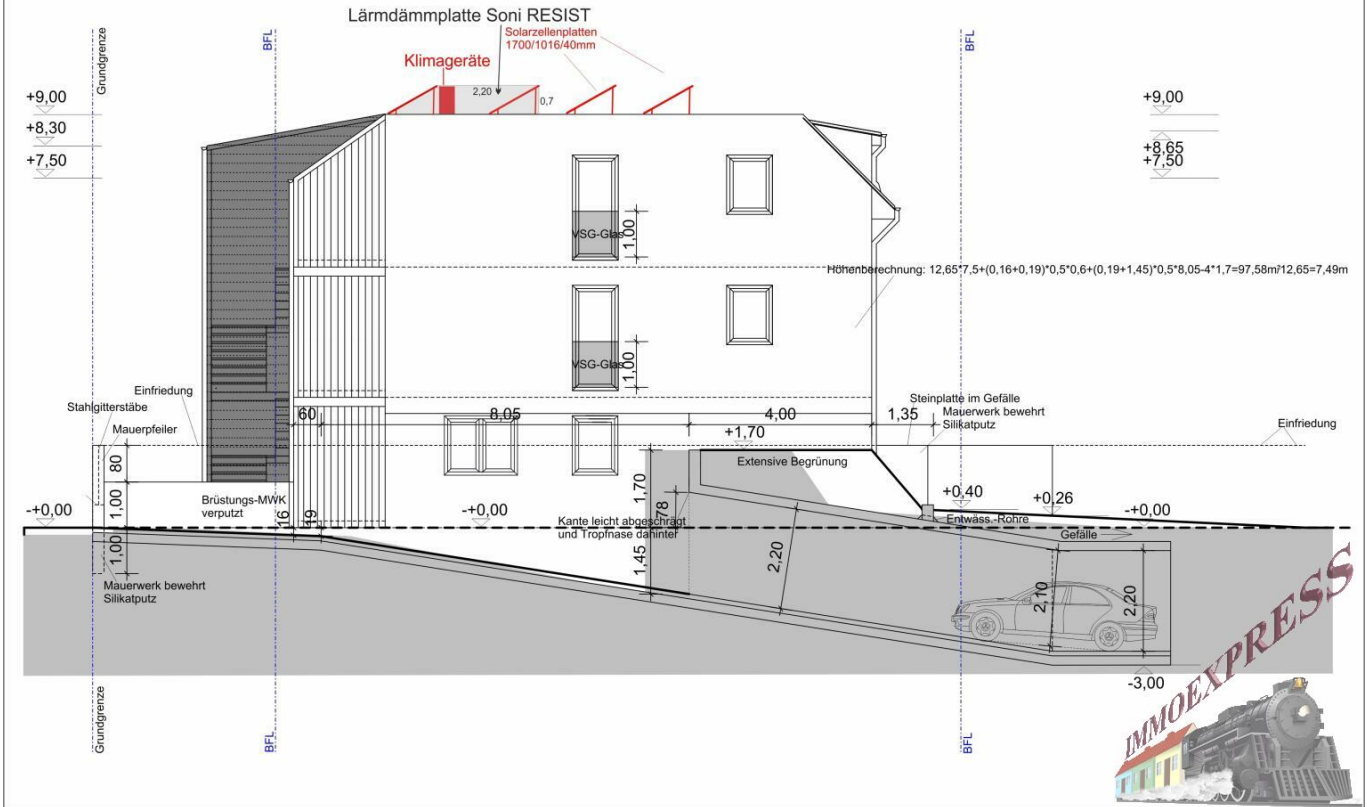 Lärmdämmplatte Soni RESIST
Solarzellenplatten
1700/1016/40mm
Klimageräte
2,20
0,7
Grundgrenze
BFL
BFL
+9,00
+8,30
+7,50
+9,00
+8,65
+7,50
VSG-Glas
1,00
Höhenberechnung: 12,65*7,5+(0,16+0,19)*0,5*0,6+(0,19+1,45)*0,5*8,05-4*1,7=97,58m²/12,65=7,49m
VSG-Glas
1,00
Einfriedung
Stahlgitterstäbe
Mauerpfeiler
60
8,05
4,00
1,35
Steinplatte im Gefälle
Mauerwerk bewehrt
Silikatputz
Einfriedung
+1,70
Extensive Begrünung
80
1,00
1,00
Brüstungs-MWK
verputzt
16
19
-+0,00
-+0,00
1,70
78
1,45
Kante leicht abgeschrägt
und Tropfnase dahinter
+0,40
+0,26
-+0,00
Entwäss.-Rohre
Gefälle
2,20
2,10
2,20
Mauerwerk bewehrt
Silikatputz
-3,00
Grundgrenze
BFL
BFL
IMMOEXPRESS